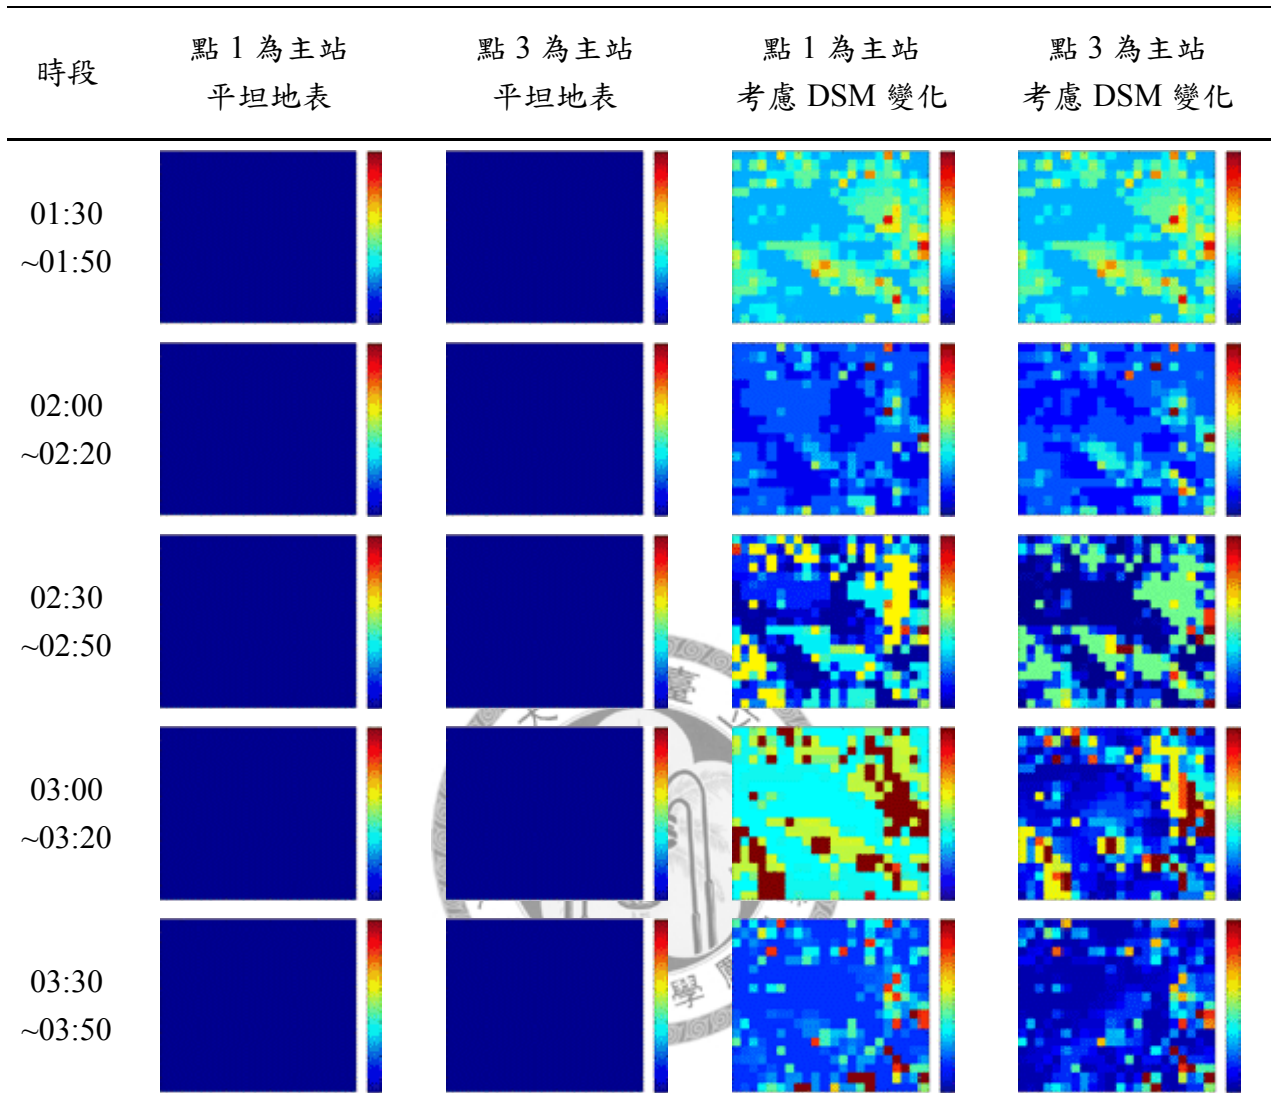 時段
點 1 為主站
平坦地表
點 3 為主站
平坦地表
點 1 為主站
考慮 DSM 變化
點 3 為主站
考慮 DSM 變化
01:30
~01:50
02:00
~02:20
02:30
~02:50
03:00
~03:20
03:30
~03:50
臺
立
學